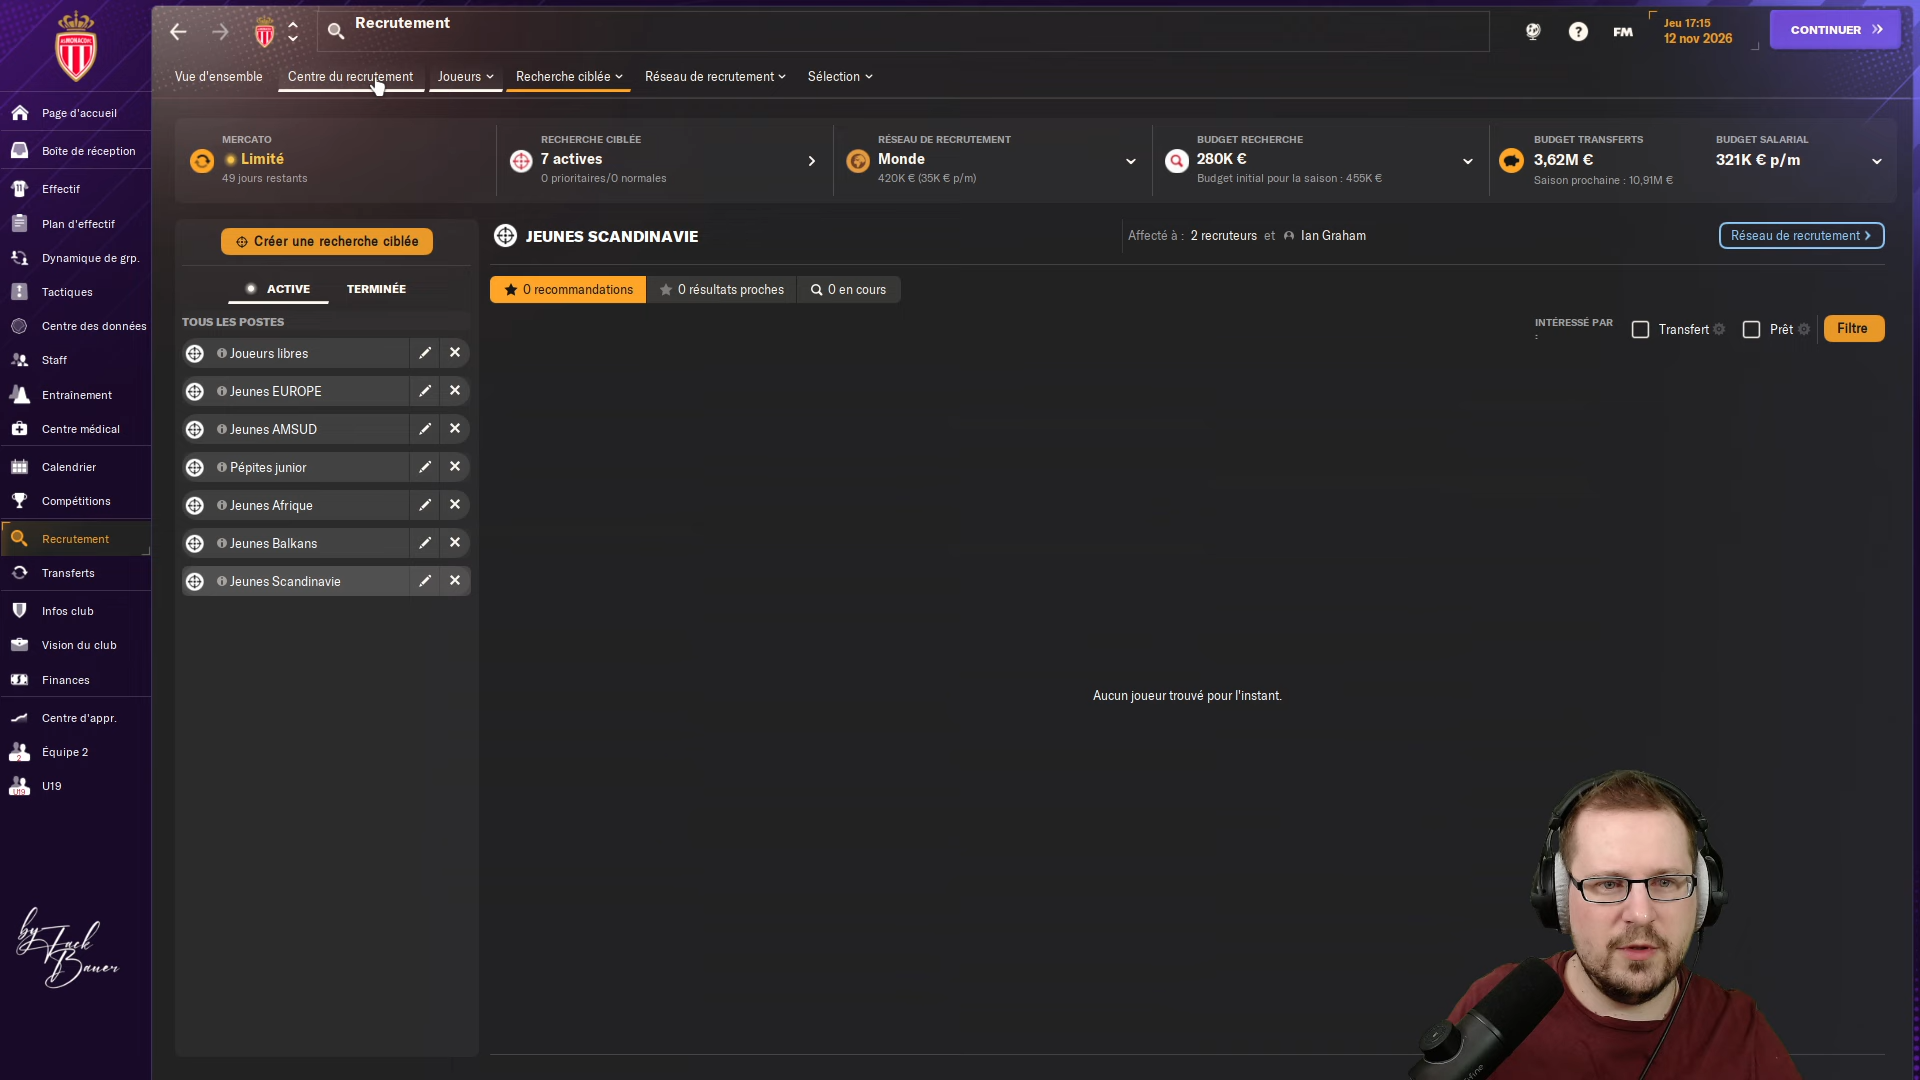 Recrutement
FM
Jeu 17:15
12 nov 2026
CONTINUER
Vue d'ensemble
Centre du recrutement
Joueurs
Recherche ciblée
Réseau de recrutement
Sélection
Page d'accueil
Boîte de réception
Effectif
Plan d'effectif
Dynamique de grp.
Tactiques
Centre des données
Staff
Entraînement
Centre médical
Calendrier
Compétitions
Recrutement
Transferts
Infos club
Vision du club
Finances
Centre d'appr.
Équipe 2
U19
by Jack
Bauer
MERCATO
Limité
49 jours restants
RECHERCHE CIBLÉE
7 actives
0 prioritaires/0 normales
RÉSEAU DE RECRUTEMENT
Monde
420K € (35K € p/m)
BUDGET RECHERCHE
280K €
Budget initial pour la saison : 455K €
BUDGET TRANSFERTS
3,62M €
Saison prochaine : 10,91M €
BUDGET SALARIAL
321K € p/m
Créer une recherche ciblée
ACTIVE
TERMINÉE
TOUS LES POSTES
Joueurs libres
Jeunes EUROPE
Jeunes AMSUD
Pépites junior
Jeunes Afrique
Jeunes Balkans
Jeunes Scandinavie
JEUNES SCANDINAVIE
Affecté à : 2 recruteurs et Ian Graham
Réseau de recrutement
0 recommandations
0 résultats proches
0 en cours
INTÉRESSÉ PAR
:
Transfert
Prêt
Filtre
Aucun joueur trouvé pour l'instant.